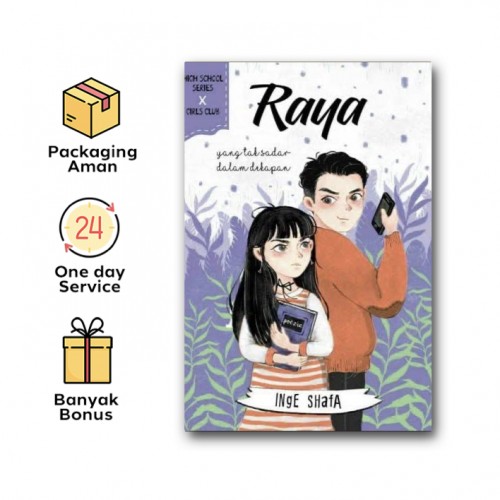 Packaging
Aman
24
One day
Service
Banyak
Bonus
HIGH SCHOOL
SERIES
X
GIRLS CLUB
Raya
yang tak sadar
dalam dekapan
INgE SHafA